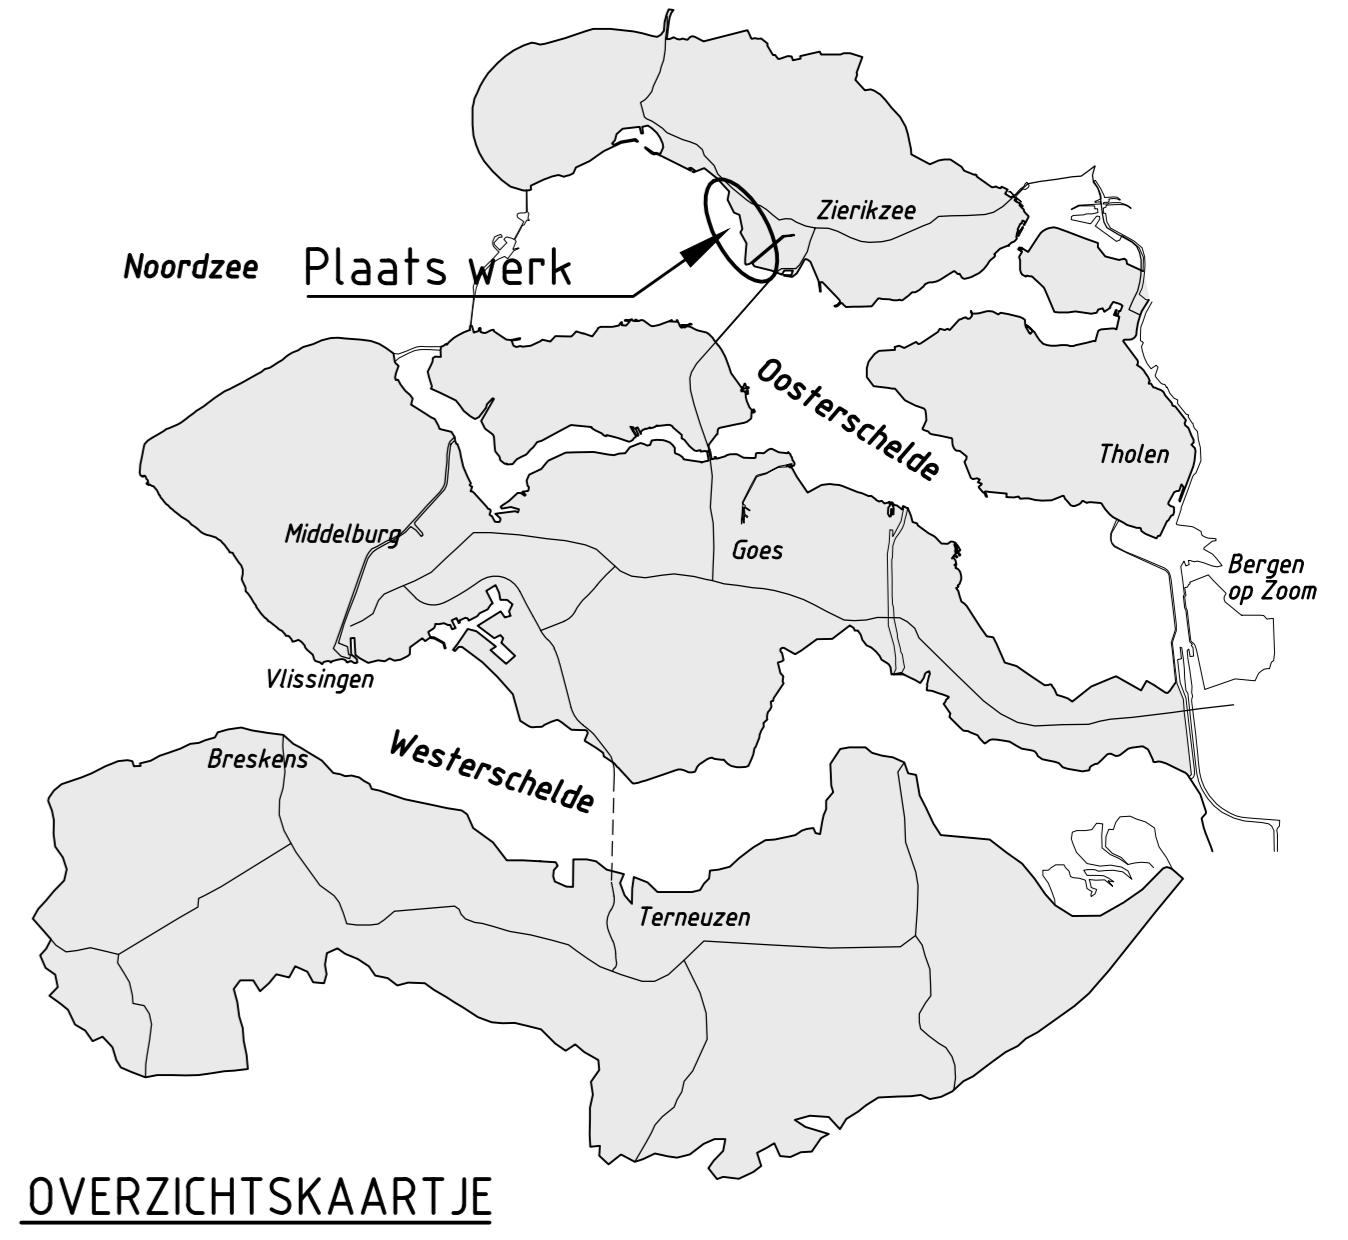 Zierikzee
Noordzee
Plaats werk
Oosterschelde
Tholen
Middelburg
Goes
Bergen
op Zoom
Vlissingen
Westerschelde
Breskens
Terneuzen
OVERZICHTSKAARTJE